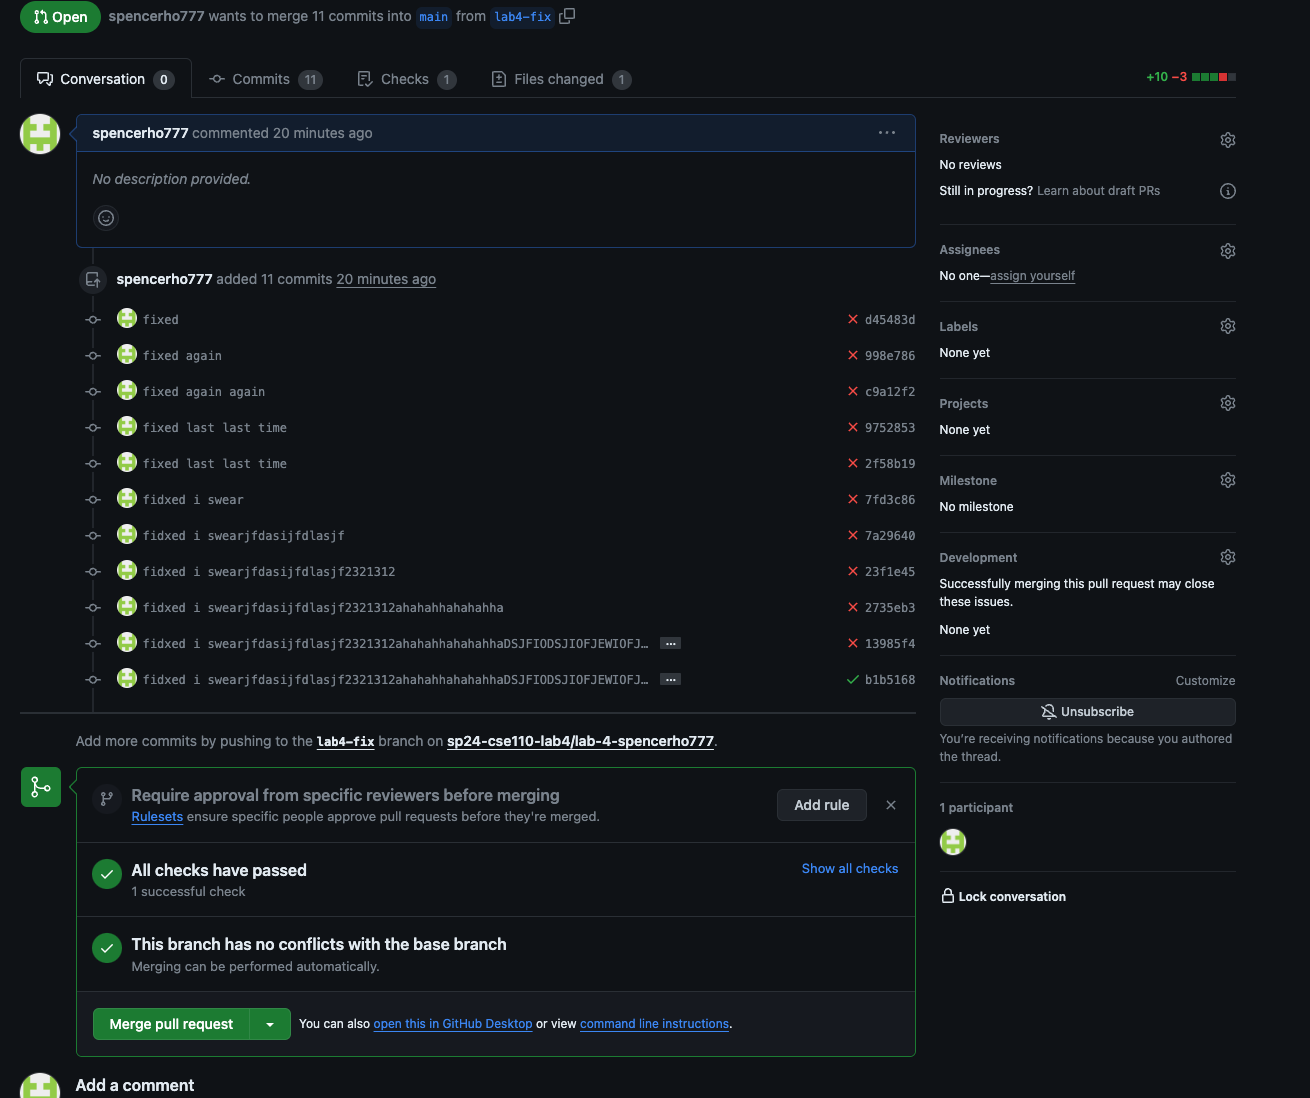 Open spencerho777 wants to merge 11 commits into main from lab4-fix
Conversation 0 Commits 11 Checks 1 Files changed 1 +10 −3
spencerho777 commented 20 minutes ago ...
No description provided.
spencerho777 added 11 commits 20 minutes ago
fixed d45483d
fixed again 998e786
fixed again again c9a12f2
fixed last last time 9752853
fixed last last time 2f58b19
fidxed i swear 7fd3c86
fidxed i swearjfdasijfdlasjf 7a29640
fidxed i swearjfdasijfdlasjf2321312 23f1e45
fidxed i swearjfdasijfdlasjf2321312ahahahhahahahha 2735eb3
fidxed i swearjfdasijfdlasjf2321312ahahahhahahahhaDSJFIODSJIOFJEWIOFJ… ... 13985f4
fidxed i swearjfdasijfdlasjf2321312ahahahhahahahhaDSJFIODSJIOFJEWIOFJ… ... b1b5168
Add more commits by pushing to the lab4-fix branch on sp24-cse110-lab4/lab-4-spencerho777.
Require approval from specific reviewers before merging
Rulesets ensure specific people approve pull requests before they're merged.
Add rule
All checks have passed
1 successful check
Show all checks
This branch has no conflicts with the base branch
Merging can be performed automatically.
Merge pull request You can also open this in GitHub Desktop or view command line instructions.
Add a comment
Reviewers
No reviews
Still in progress? Learn about draft PRs
Assignees
No one—assign yourself
Labels
None yet
Projects
None yet
Milestone
No milestone
Development
Successfully merging this pull request may close
these issues.
None yet
Notifications Customize
Unsubscribe
You're receiving notifications because you authored
the thread.
1 participant
Lock conversation